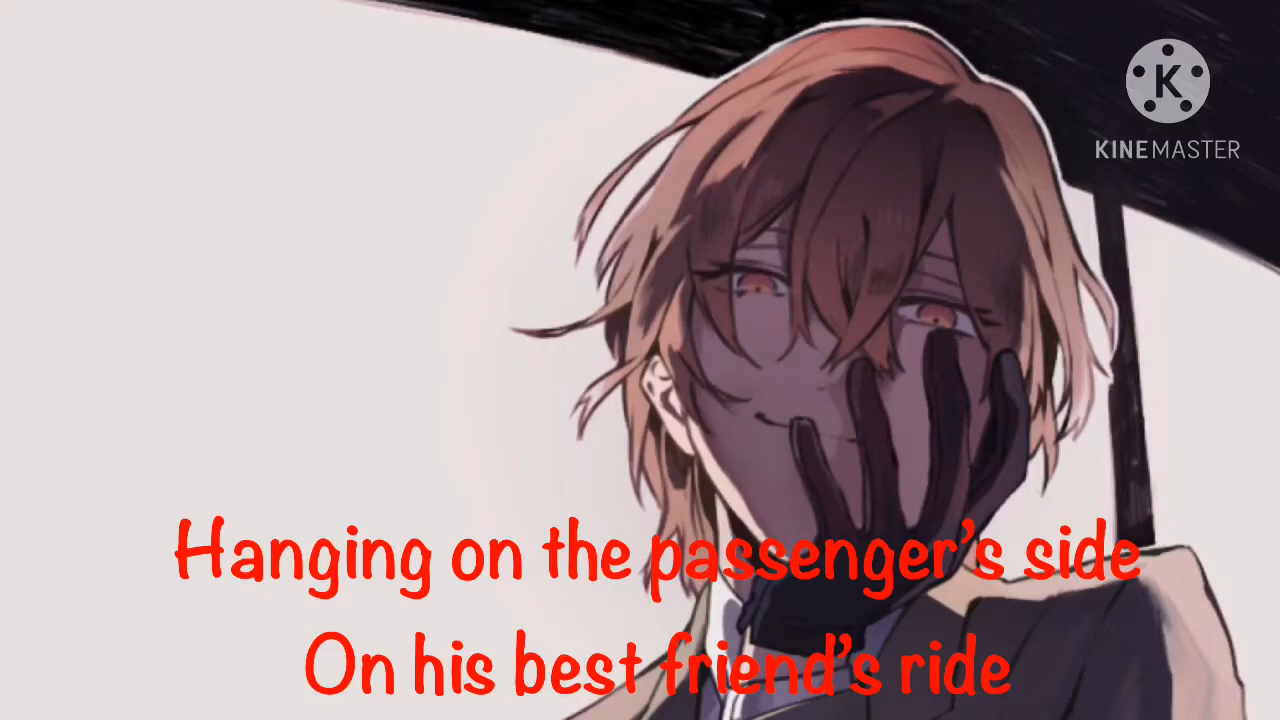 K
KINEMASTER
Hanging on the passenger's side
On his best friend's ride